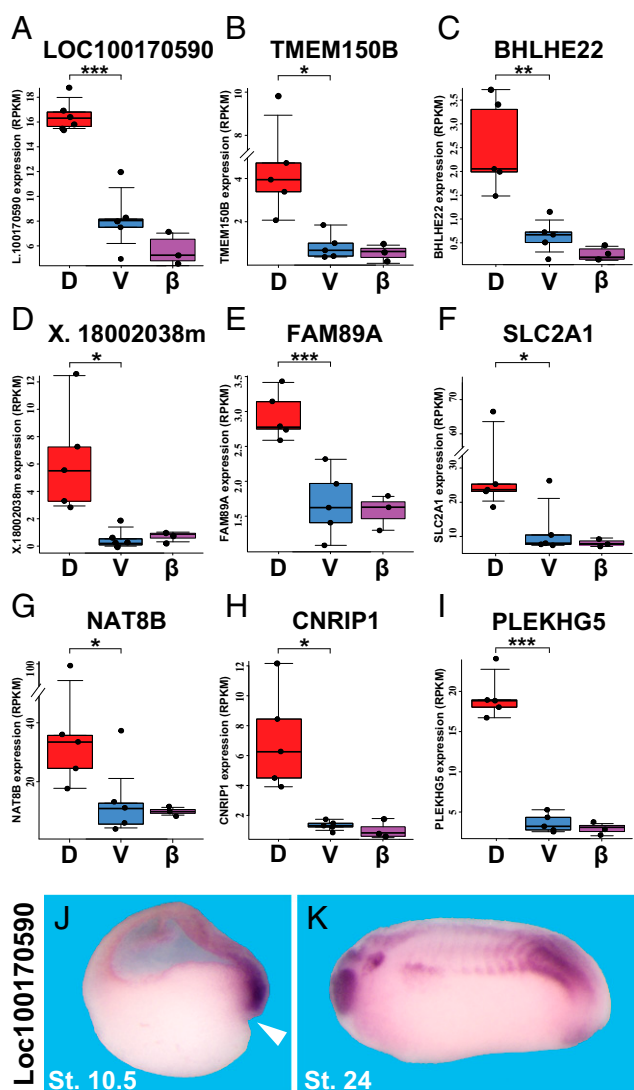 A
LOC100170590
***
L.100170590 expression (RPKM)
18
16
14
12
10
8
6
D V β
B
TMEM150B
*
TMEM150B expression (RPKM)
10
8
4
2
D V β
C
BHLHE22
**
BHLHE22 expression (RPKM)
3.5
3.0
2.5
2.0
1.5
1.0
0.5
D V β
D
X. 18002038m
*
X.18002038m expression (RPKM)
12
10
8
6
4
2
0
D V β
E
FAM89A
***
FAM89A expression (RPKM)
3.5
3.0
2.5
2.0
1.5
D V β
F
SLC2A1
*
SLC2A1 expression (RPKM)
70
60
30
20
10
D V β
G
NAT8B
*
NAT8B expression (RPKM)
100
40
20
D V β
H
CNRIP1
*
CNRIP1 expression (RPKM)
12
10
8
6
4
2
D V β
I
PLEKHG5
***
PLEKHG5 expression (RPKM)
20
15
10
5
D V β
Loc100170590
J
St. 10.5
K
St. 24